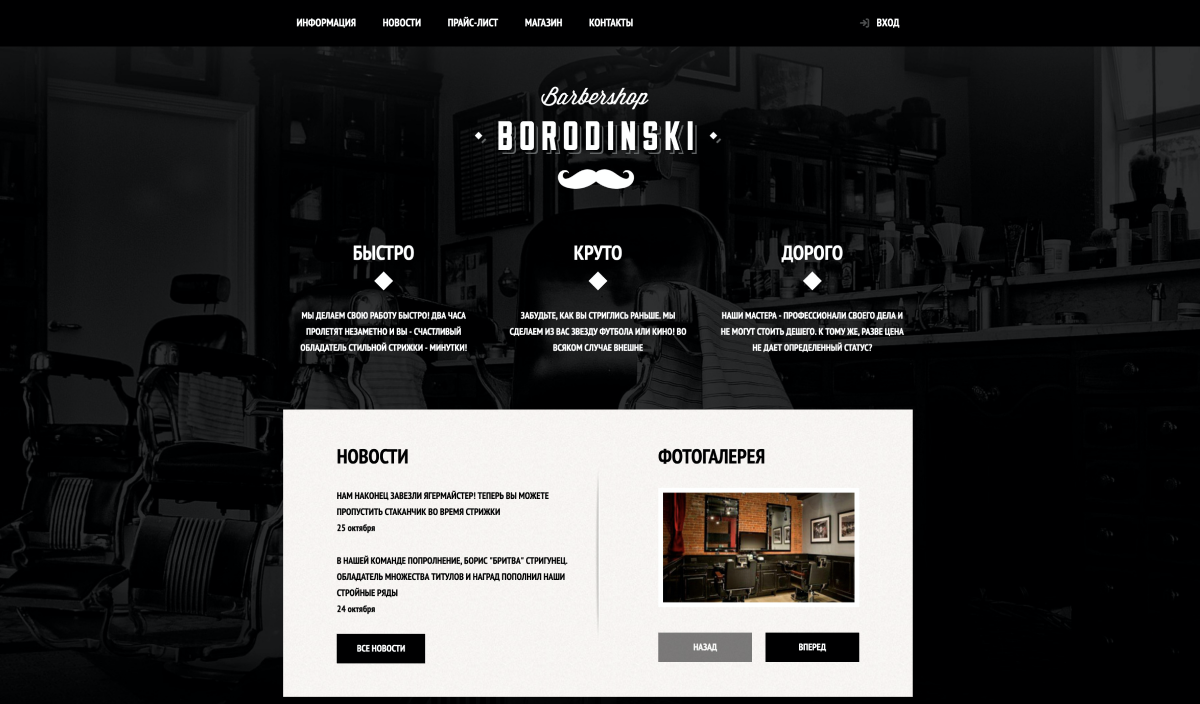 ИНФОРМАЦИЯ НОВОСТИ ПРАЙС-ЛИСТ МАГАЗИН КОНТАКТЫ ВХОД
Barbershop
BORODINSKI
БЫСТРО
МЫ ДЕЛАЕМ СВОЮ РАБОТУ БЫСТРО! ДВА ЧАСА
ПРОЛЕТЯТ НЕЗАМЕТНО И ВЫ - СЧАСТЛИВЫЙ
ОБЛАДАТЕЛЬ СТИЛЬНОЙ СТРИЖКИ - МИНУТКИ!
КРУТО
ЗАБУДЬТЕ, КАК ВЫ СТРИГЛИСЬ РАНЬШЕ. МЫ
СДЕЛАЕМ ИЗ ВАС ЗВЕЗДУ ФУТБОЛА ИЛИ КИНО! ВО
ВСЯКОМ СЛУЧАЕ ВНЕШНЕ
ДОРОГО
НАШИ МАСТЕРА - ПРОФЕССИОНАЛИ СВОЕГО ДЕЛА И
НЕ МОГУТ СТОИТЬ ДЕШЕГО. К ТОМУ ЖЕ, РАЗВЕ ЦЕНА
НЕ ДАЕТ ОПРЕДЕЛЕННЫЙ СТАТУС?
НОВОСТИ
НАМ НАКОНЕЦ ЗАВЕЗЛИ ЯГЕРМАЙСТЕР! ТЕПЕРЬ ВЫ МОЖЕТЕ
ПРОПУСТИТЬ СТАКАНЧИК ВО ВРЕМЯ СТРИЖКИ
25 октября
В НАШЕЙ КОМАНДЕ ПОПРОЛНЕНИЕ, БОРИС "БРИТВА" СТРИГУНЕЦ.
ОБЛАДАТЕЛЬ МНОЖЕСТВА ТИТУЛОВ И НАГРАД ПОПОЛНИЛ НАШИ
СТРОЙНЫЕ РЯДЫ
24 октября
ВСЕ НОВОСТИ
ФОТОГАЛЕРЕЯ
НАЗАД ВПЕРЕД